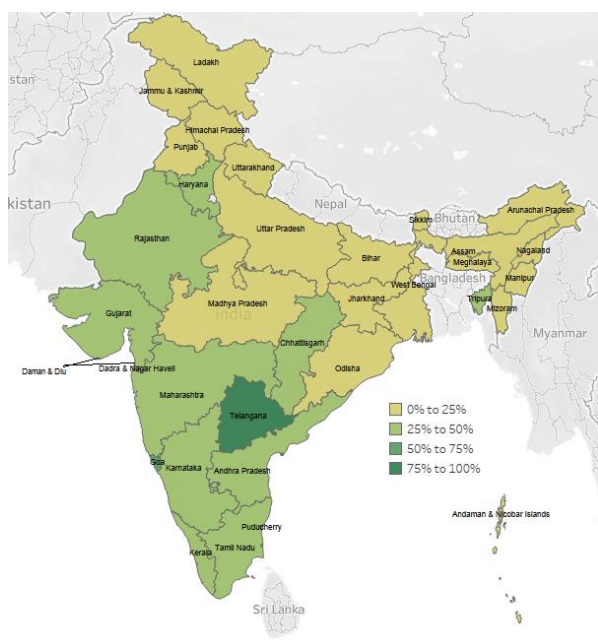 Ladakh
stan
Jammu & Kashmir
Himachal Pradesh
Punjab
Uttarakhand
Haryana
kistan
Nepal
Sikkim
Bhutan
Arunachal Pradesh
Rajasthan
Uttar Pradesh
Assam
Nagaland
Bihar
Meghalaya
Manipur
Bangladesh
West Bengal
Jharkhand
Tripura
Mizoram
Madhya Pradesh
India
Gujarat
Myanmar
Chhattisgarh
Daman & Diu
Dadra & Nagar Haveli
Odisha
Maharashtra
Telangana
0% to 25%
25% to 50%
50% to 75%
75% to 100%
Goa
Karnataka
Andhra Pradesh
Andaman & Nicobar Islands
Puducherry
Kerala
Tamil Nadu
Sri Lanka